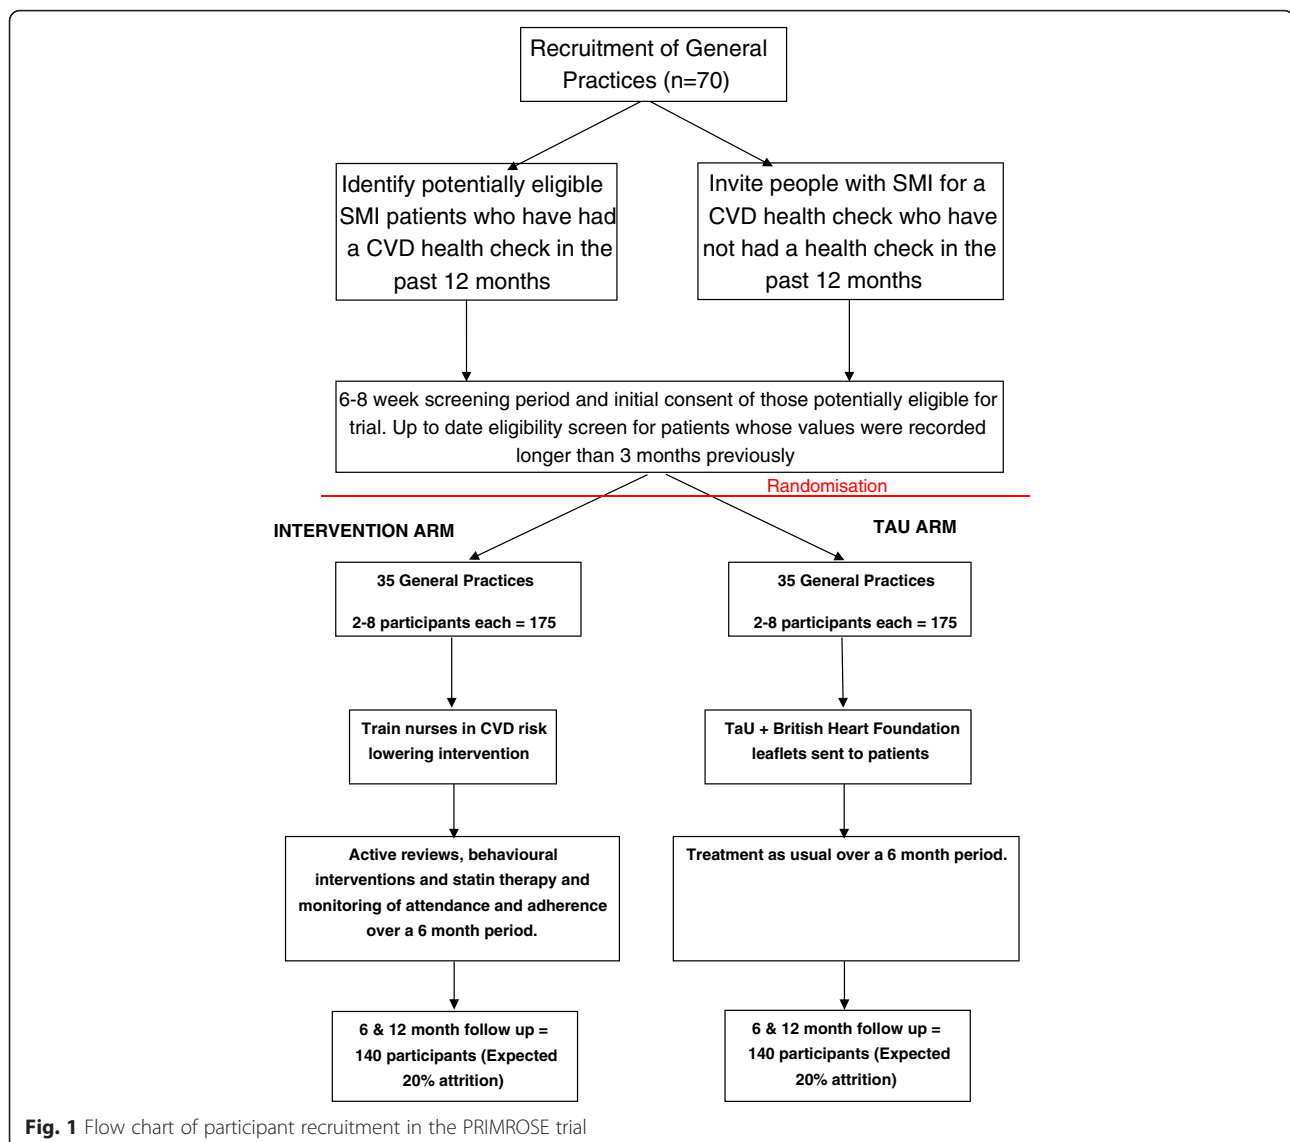 Recruitment of General
Practices (n=70)
Identify potentially eligible
SMI patients who have had
a CVD health check in the
past 12 months
Invite people with SMI for a
CVD health check who have
not had a health check in the
past 12 months
6-8 week screening period and initial consent of those potentially eligible for
trial. Up to date eligibility screen for patients whose values were recorded
longer than 3 months previously
Randomisation
INTERVENTION ARM
TAU ARM
35 General Practices
2-8 participants each = 175
35 General Practices
2-8 participants each = 175
Train nurses in CVD risk
lowering intervention
TaU + British Heart Foundation
leaflets sent to patients
Active reviews, behavioural
interventions and statin therapy and
monitoring of attendance and adherence
over a 6 month period.
Treatment as usual over a 6 month period.
6 & 12 month follow up =
140 participants (Expected
20% attrition)
6 & 12 month follow up =
140 participants (Expected
20% attrition)
Fig. 1 Flow chart of participant recruitment in the PRIMROSE trial